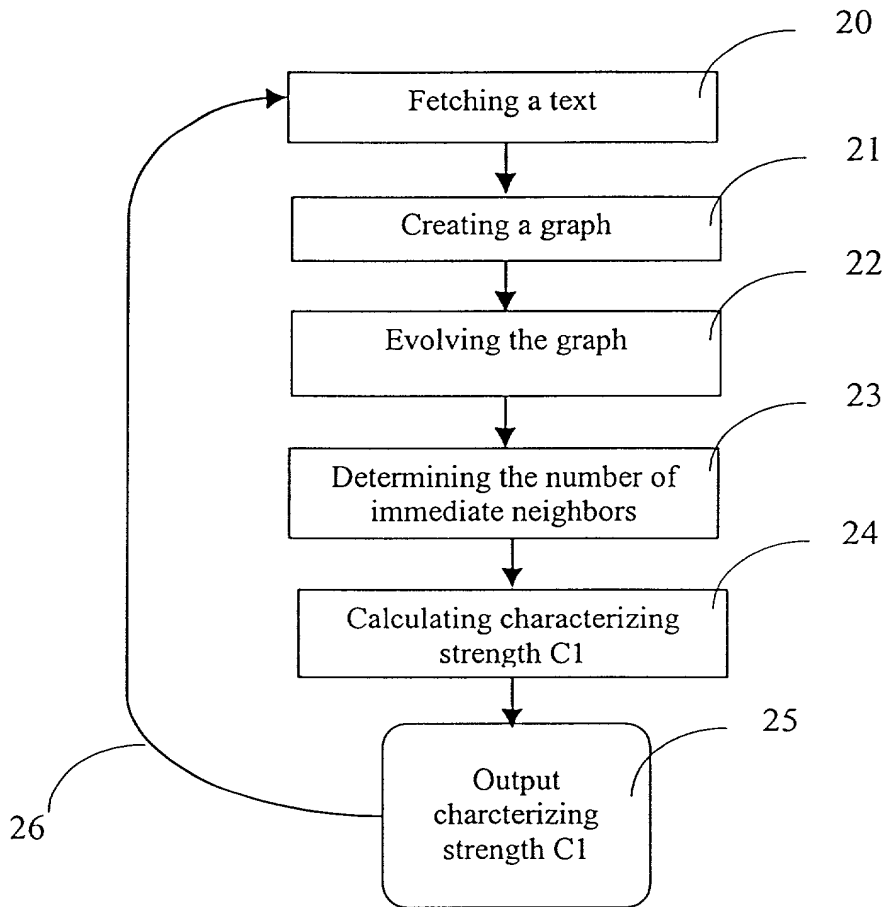 20
Fetching a text
21
Creating a graph
22
Evolving the graph
23
Determining the number of
immediate neighbors
24
Calculating characterizing
strength C1
25
Output
charcterizing
strength C1
26